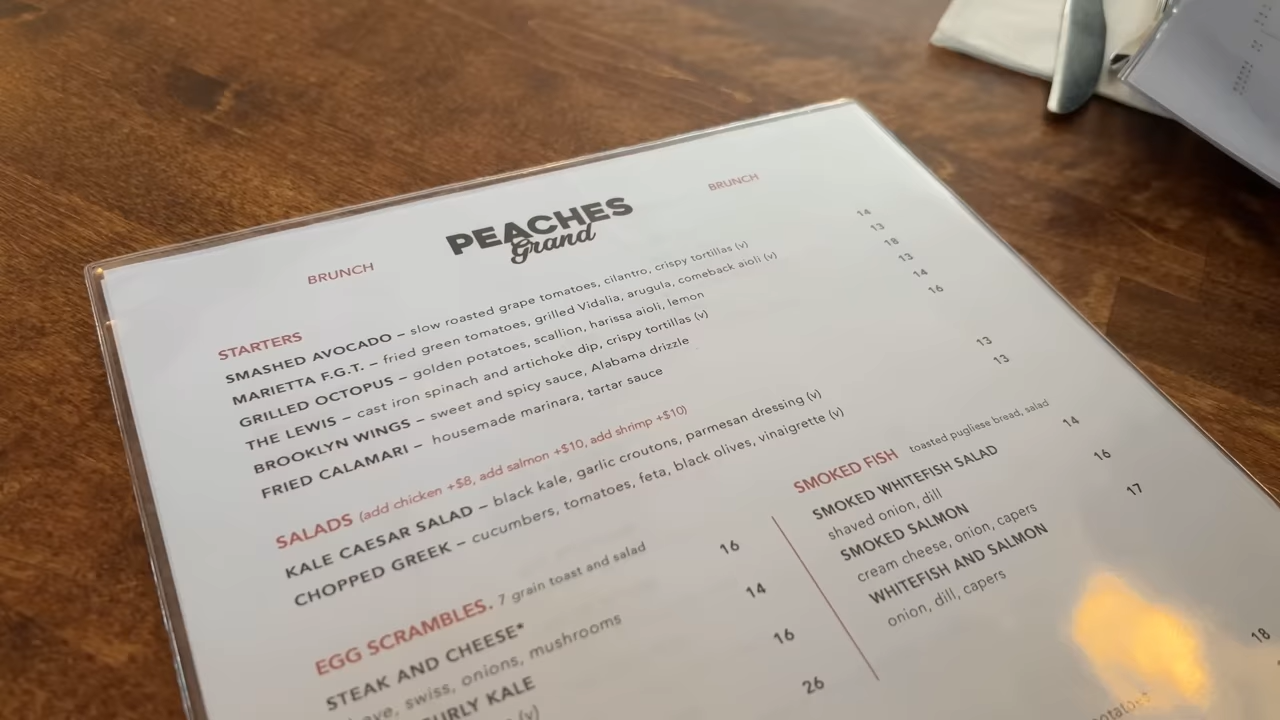 BRUNCH
PEACHES
Grand
BRUNCH
STARTERS
SMASHED AVOCADO – slow roasted grape tomatoes, cilantro, crispy tortillas (v) 14
MARIETTA F.G.T. – fried green tomatoes, grilled Vidalia, arugula, comeback aioli (v) 13
GRILLED OCTOPUS – golden potatoes, scallion, harissa aioli, lemon 18
THE LEWIS – cast iron spinach and artichoke dip, crispy tortillas (v) 13
BROOKLYN WINGS – sweet and spicy sauce, Alabama drizzle 14
FRIED CALAMARI – housemade marinara, tartar sauce 16
SALADS (add chicken +$8, add salmon +$10, add shrimp +$10)
KALE CAESAR SALAD – black kale, garlic croutons, parmesan dressing (v) 13
CHOPPED GREEK – cucumbers, tomatoes, feta, black olives, vinaigrette (v) 13
EGG SCRAMBLES. 7 grain toast and salad
STEAK AND CHEESE* 16
swiss, onions, mushrooms
CURLY KALE 14
(v)
16
26
SMOKED FISH toasted pugliese bread, salad
SMOKED WHITEFISH SALAD 14
shaved onion, dill
SMOKED SALMON 16
cream cheese, onion, capers
WHITEFISH AND SALMON 17
onion, dill, capers
18